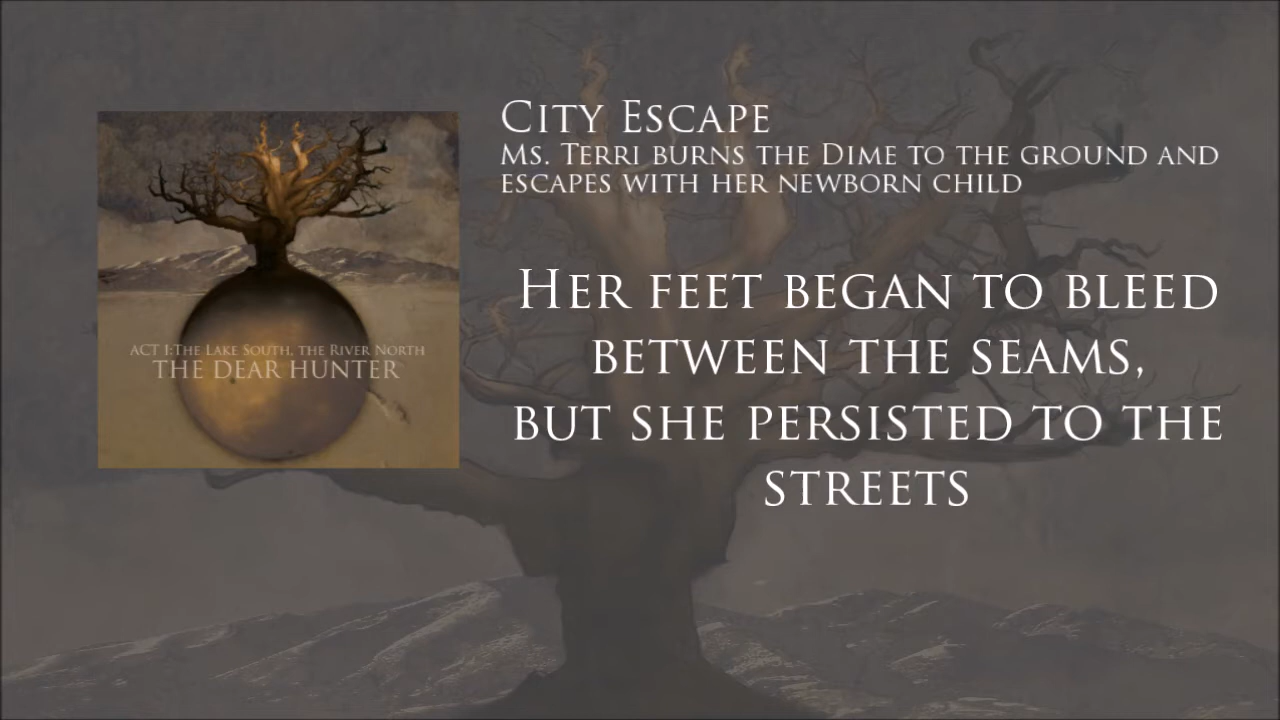 City Escape
Ms. Terri burns the Dime to the ground and
escapes with her newborn child
Her feet began to bleed
between the seams,
but she persisted to the
streets
ACT I: The Lake South, the River North
THE DEAR HUNTER